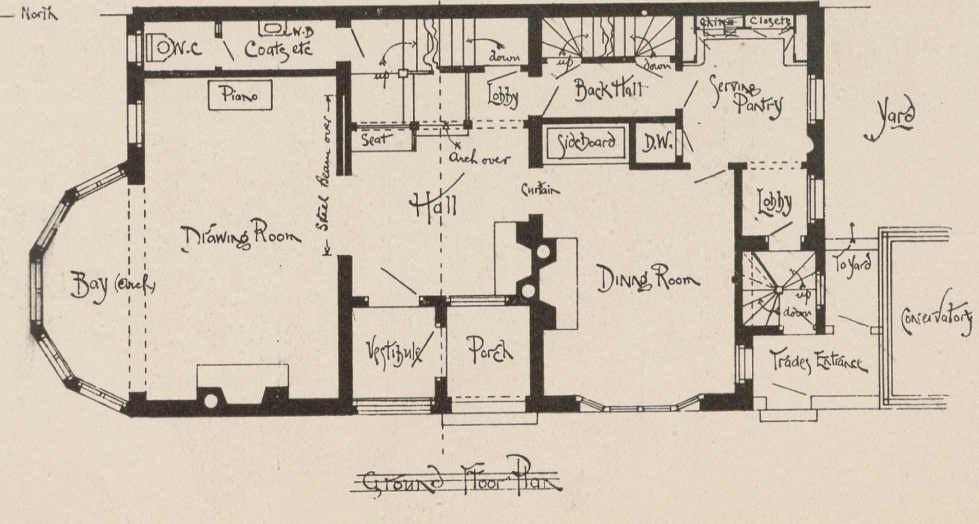 North
W.C
W.B
Coats etc
up
down
Lobby
up
down
Back Hall
China Closets
Serving
Pantry
Yard
Piano
Steel Beam over
Seat
Arch over
Sideboard
D.W.
Hall
Curtain
Drawing Room
Bay (arch)
Dinng Room
Lobby
To Yard
up
down
Conservatory
Vestibule
Porch
Trades Entrance
Ground Floor Plan